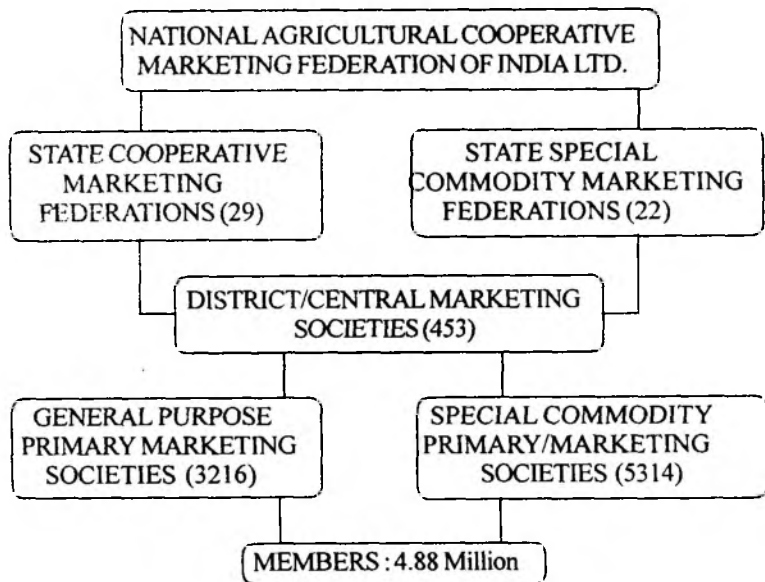 NATIONAL AGRICULTURAL COOPERATIVE
MARKETING FEDERATION OF INDIA LTD.
STATE COOPERATIVE
MARKETING
FEDERATIONS (29)
STATE SPECIAL
COMMODITY MARKETING
FEDERATIONS (22)
DISTRICT/CENTRAL MARKETING
SOCIETIES (453)
GENERAL PURPOSE
PRIMARY MARKETING
SOCIETIES (3216)
SPECIAL COMMODITY
PRIMARY/MARKETING
SOCIETIES (5314)
MEMBERS : 4.88 Million